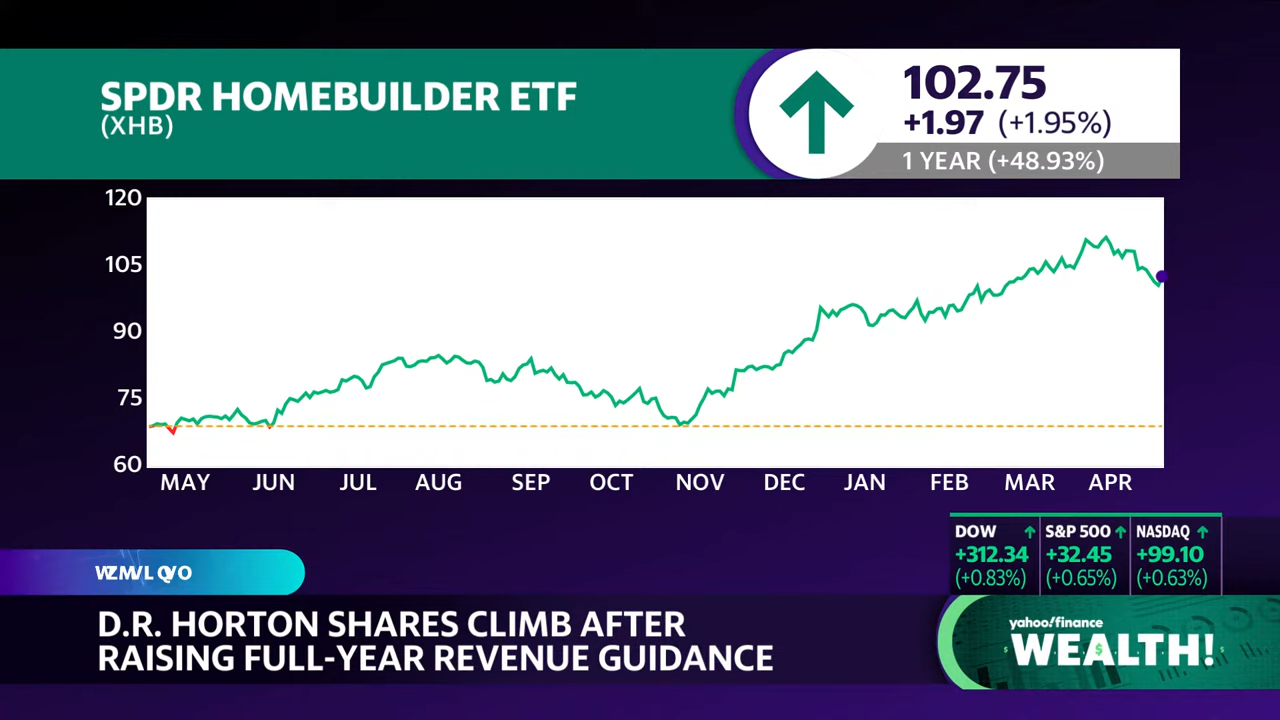 SPDR HOMEBUILDER ETF
(XHB)
102.75
+1.97 (+1.95%)
1 YEAR (+48.93%)
120
105
90
75
60
MAY JUN JUL AUG SEP OCT NOV DEC JAN FEB MAR APR
DOW S&P 500 NASDAQ
+312.34 +32.45 +99.10
(+0.83%) (+0.65%) (+0.63%)
D.R. HORTON SHARES CLIMB AFTER
RAISING FULL-YEAR REVENUE GUIDANCE
yahoo!finance
WEALTH!